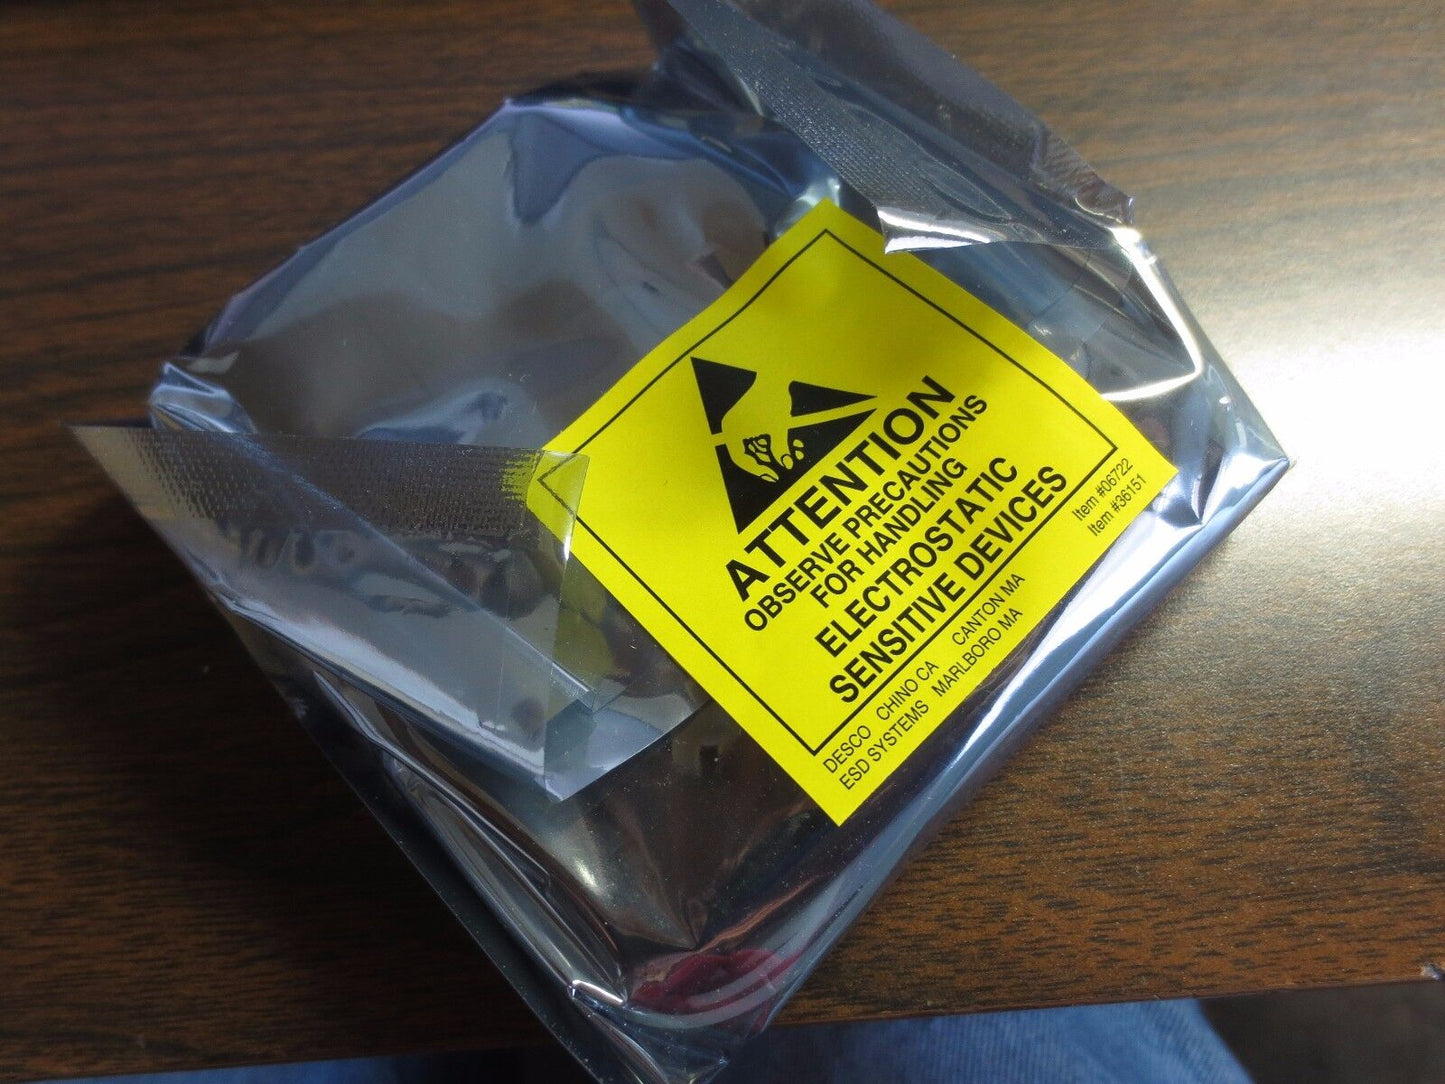 ATTENTION
OBSERVE PRECAUTIONS
FOR HANDLING
ELECTROSTATIC
SENSITIVE DEVICES
DESCO CHINO CA CANTON MA
ESD SYSTEMS MARLBORO MA
Item #06722
Item #36151